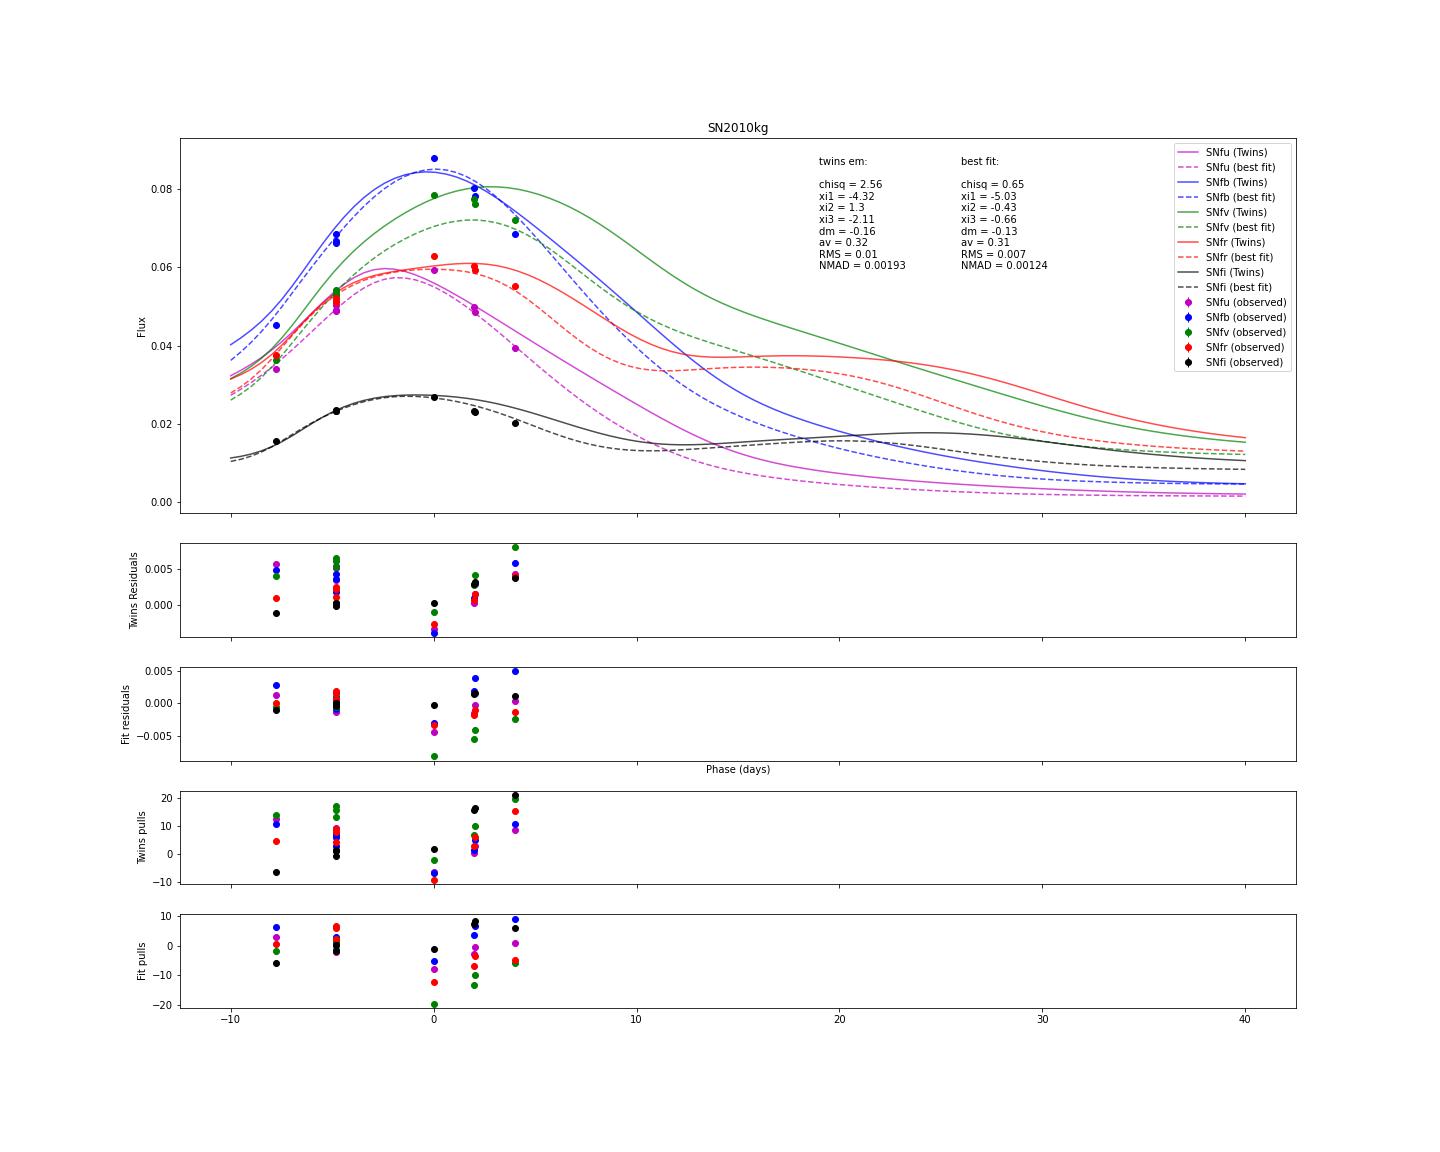 SN2010kg
Flux
0.08
0.06
0.04
0.02
0.00
twins em:
chisq = 2.56
xi1 = -4.32
xi2 = 1.3
xi3 = -2.11
dm = -0.16
av = 0.32
RMS = 0.01
NMAD = 0.00193
best fit:
chisq = 0.65
xi1 = -5.03
xi2 = -0.43
xi3 = -0.66
dm = -0.13
av = 0.31
RMS = 0.007
NMAD = 0.00124
SNfu (Twins)
SNfu (best fit)
SNfb (Twins)
SNfb (best fit)
SNfv (Twins)
SNfv (best fit)
SNfr (Twins)
SNfr (best fit)
SNfi (Twins)
SNfi (best fit)
SNfu (observed)
SNfb (observed)
SNfv (observed)
SNfr (observed)
SNfi (observed)
Twins Residuals
0.005
0.000
Fit residuals
0.005
0.000
−0.005
Phase (days)
Twins pulls
20
10
0
−10
Fit pulls
10
0
−10
−20
−10
0
10
20
30
40